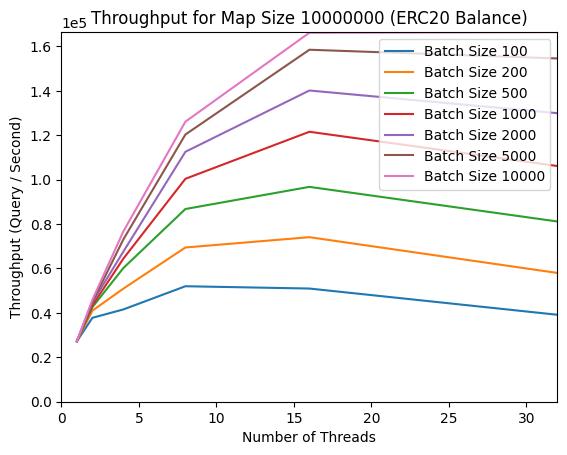 Throughput for Map Size 10000000 (ERC20 Balance)
1e5
Throughput (Query / Second)
1.6
1.4
1.2
1.0
0.8
0.6
0.4
0.2
0.0
Batch Size 100
Batch Size 200
Batch Size 500
Batch Size 1000
Batch Size 2000
Batch Size 5000
Batch Size 10000
0 5 10 15 20 25 30
Number of Threads